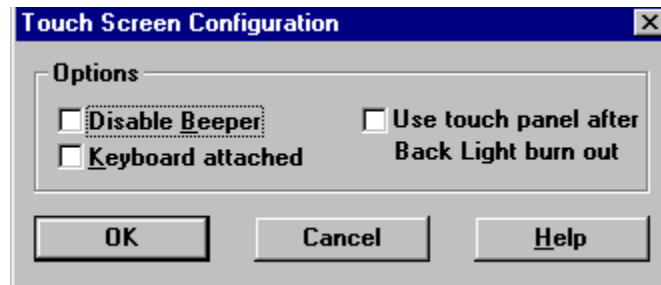 Touch Screen Configuration
Options
Disable Beeper
Keyboard attached
Use touch panel after
Back Light burn out
OK
Cancel
Help